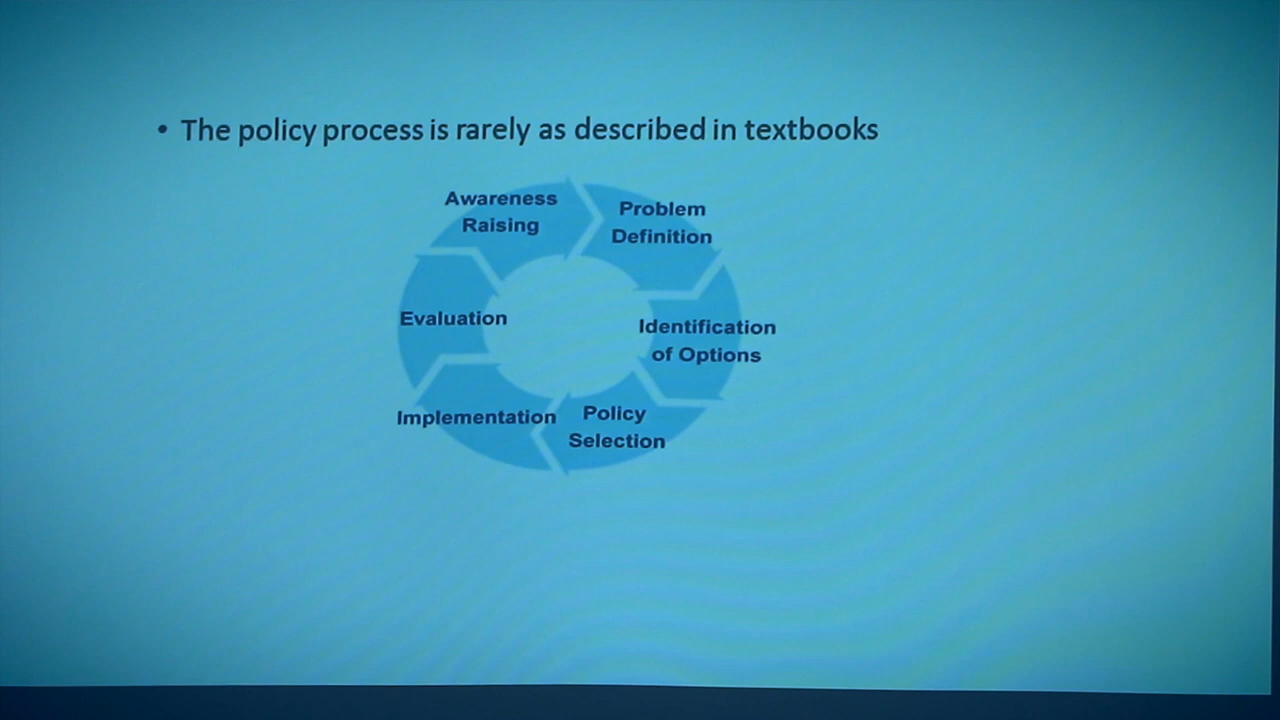 • The policy process is rarely as described in textbooks
Awareness
Raising
Problem
Definition
Identification
of Options
Policy
Selection
Implementation
Evaluation